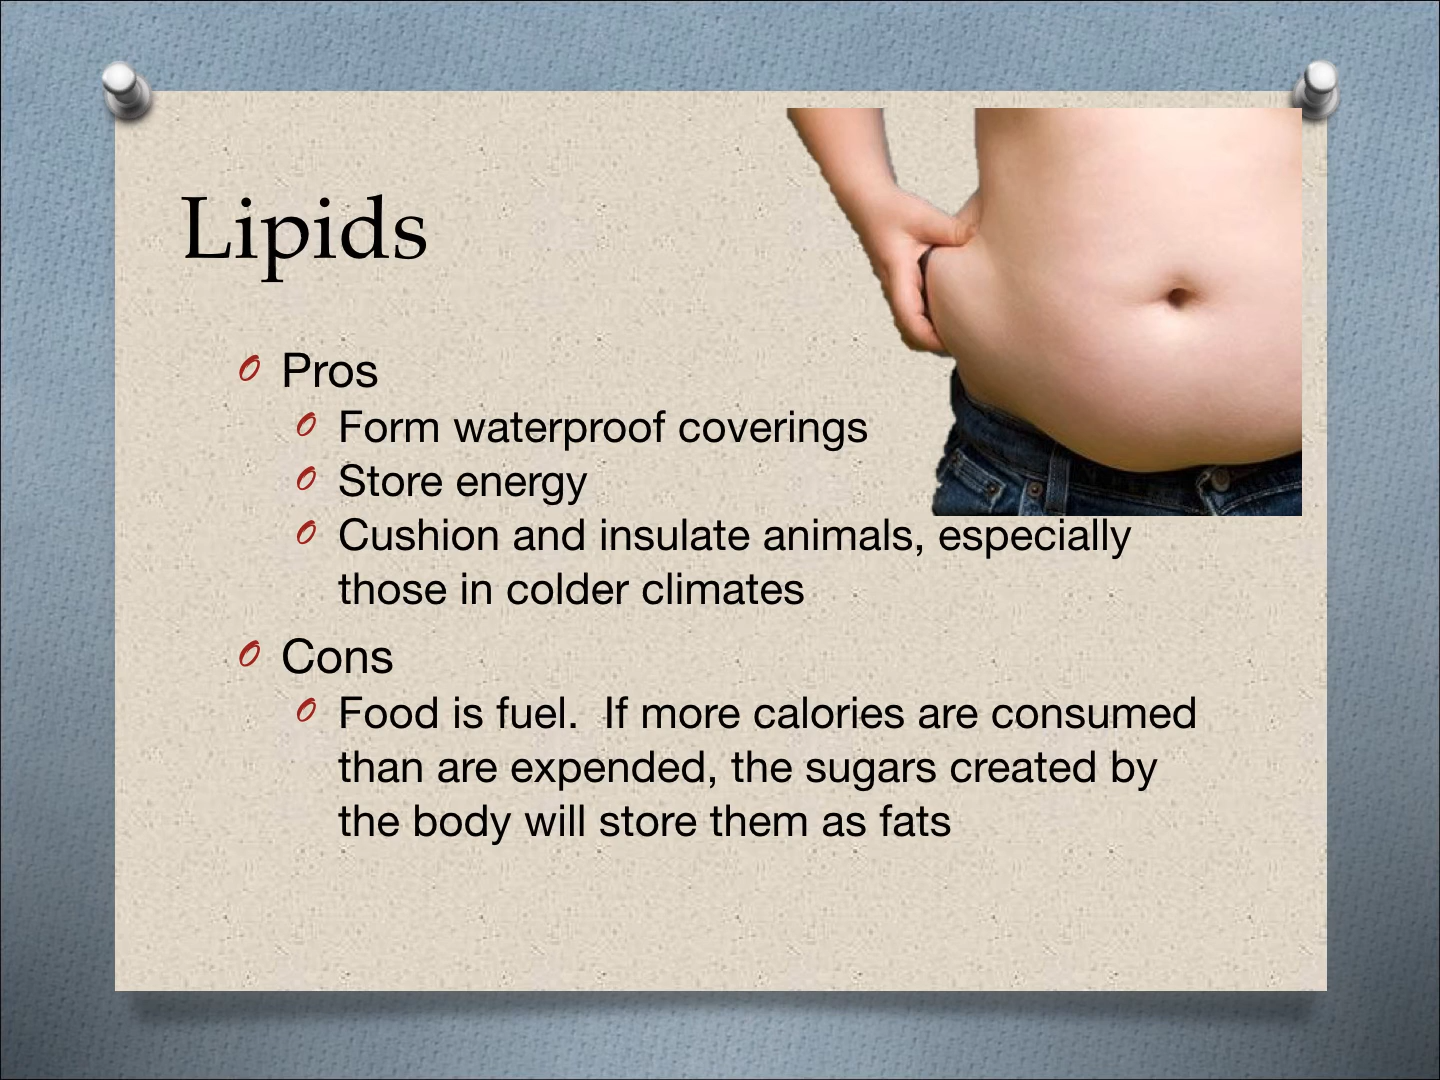 Lipids
Pros
Form waterproof coverings
Store energy
Cushion and insulate animals, especially
those in colder climates
Cons
Food is fuel.  If more calories are consumed
than are expended, the sugars created by
the body will store them as fats